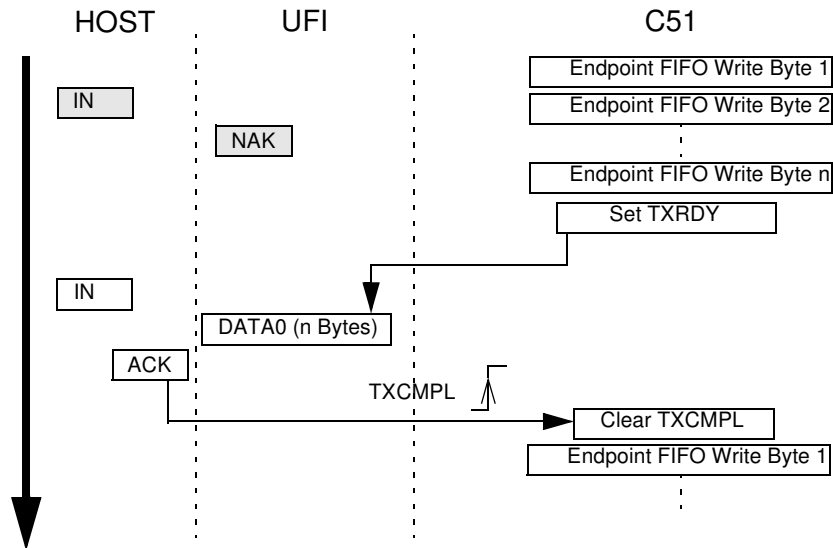 HOST UFI C51
Endpoint FIFO Write Byte 1
IN
Endpoint FIFO Write Byte 2
NAK
Endpoint FIFO Write Byte n
Set TXRDY
IN
DATA0 (n Bytes)
ACK
TXCMPL
Clear TXCMPL
Endpoint FIFO Write Byte 1